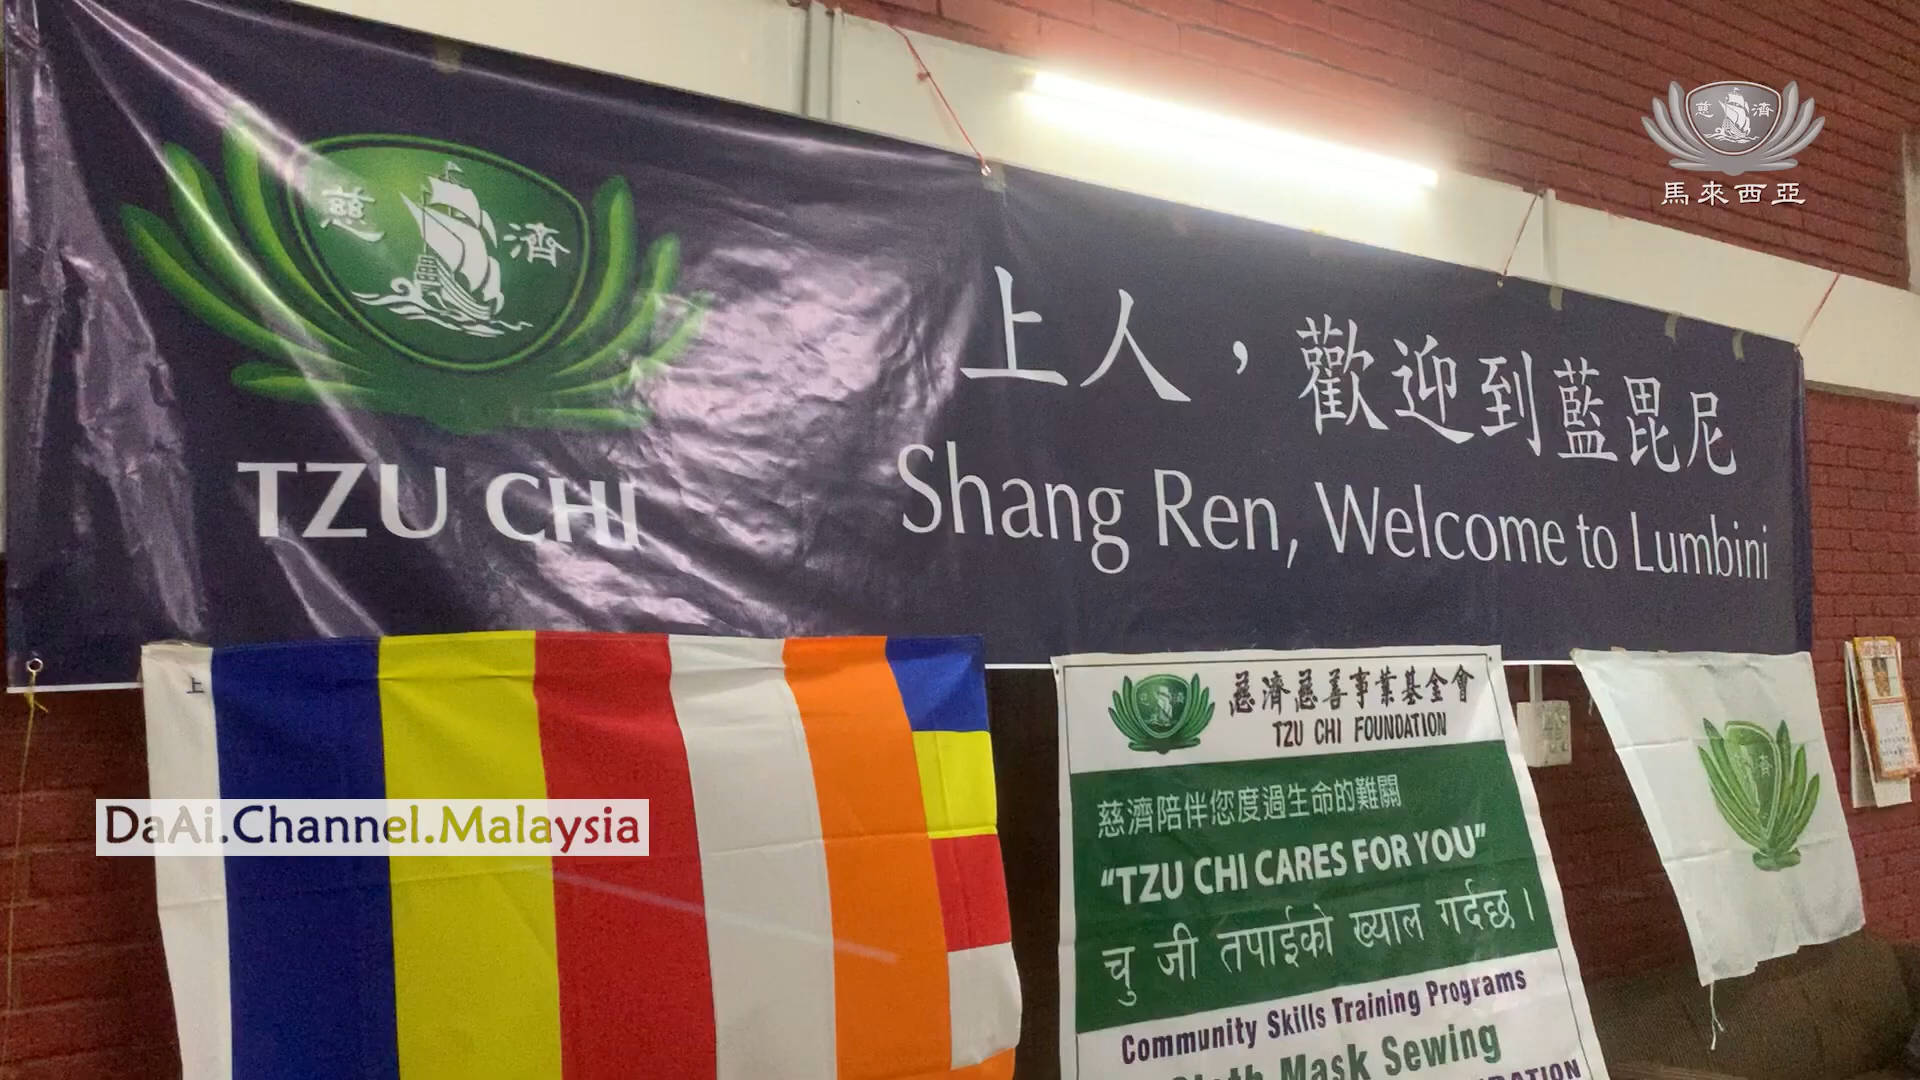 慈濟
馬來西亞
慈濟
TZU CHI
上人，歡迎到藍毘尼
Shang Ren, Welcome to Lumbini
上
慈濟慈善事業基金會
TZU CHI FOUNDATION
慈濟陪伴您度過生命的難關
"TZU CHI CARES FOR YOU"
चु जी तपाईको ख्याल गर्दछ ।
Community Skills Training Programs
Cloth Mask Sewing
DaAi.Channel.Malaysia